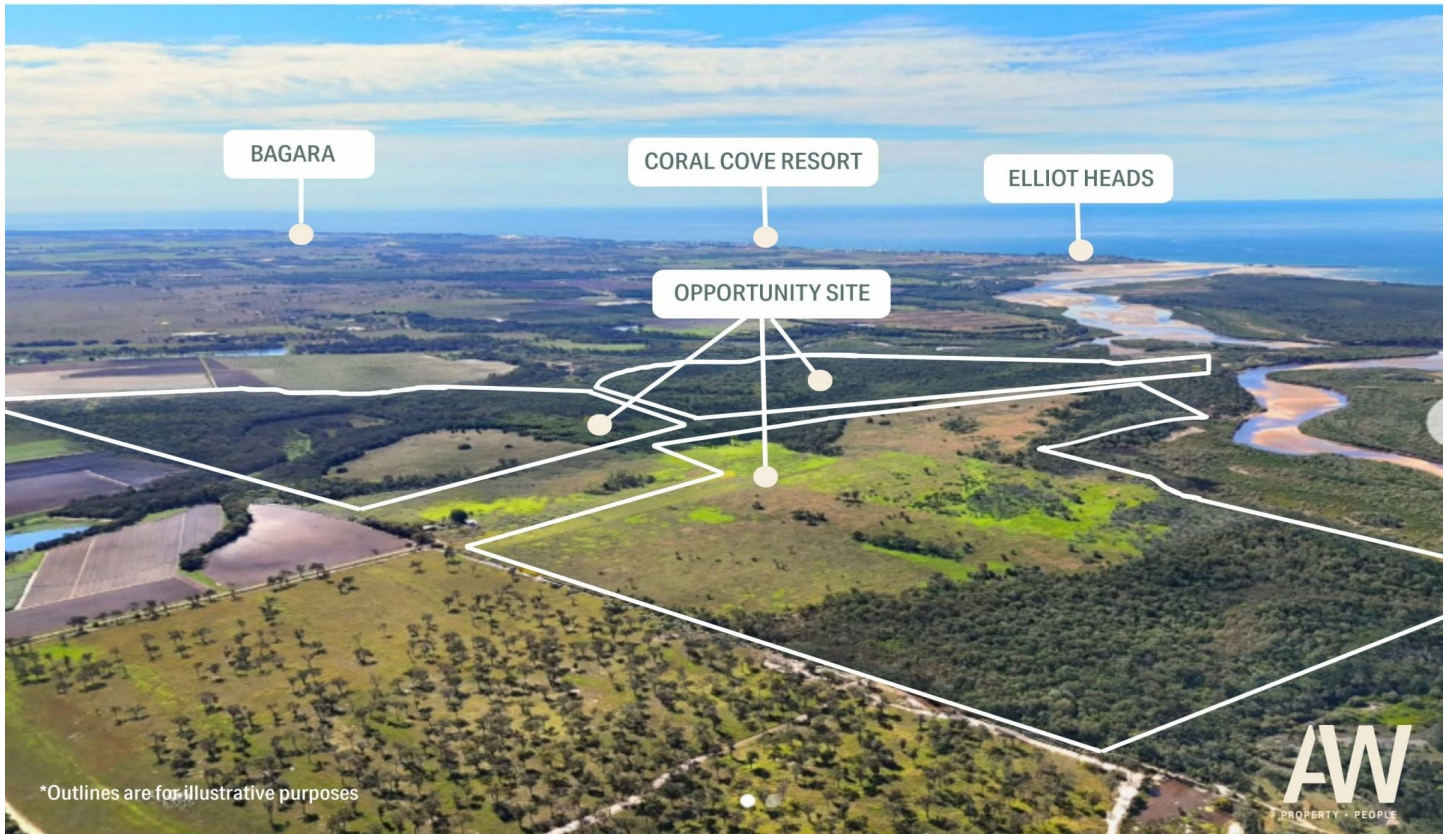 BAGARA
CORAL COVE RESORT
ELLIOT HEADS
OPPORTUNITY SITE
*Outlines are for illustrative purposes
AW
PROPERTY • PEOPLE